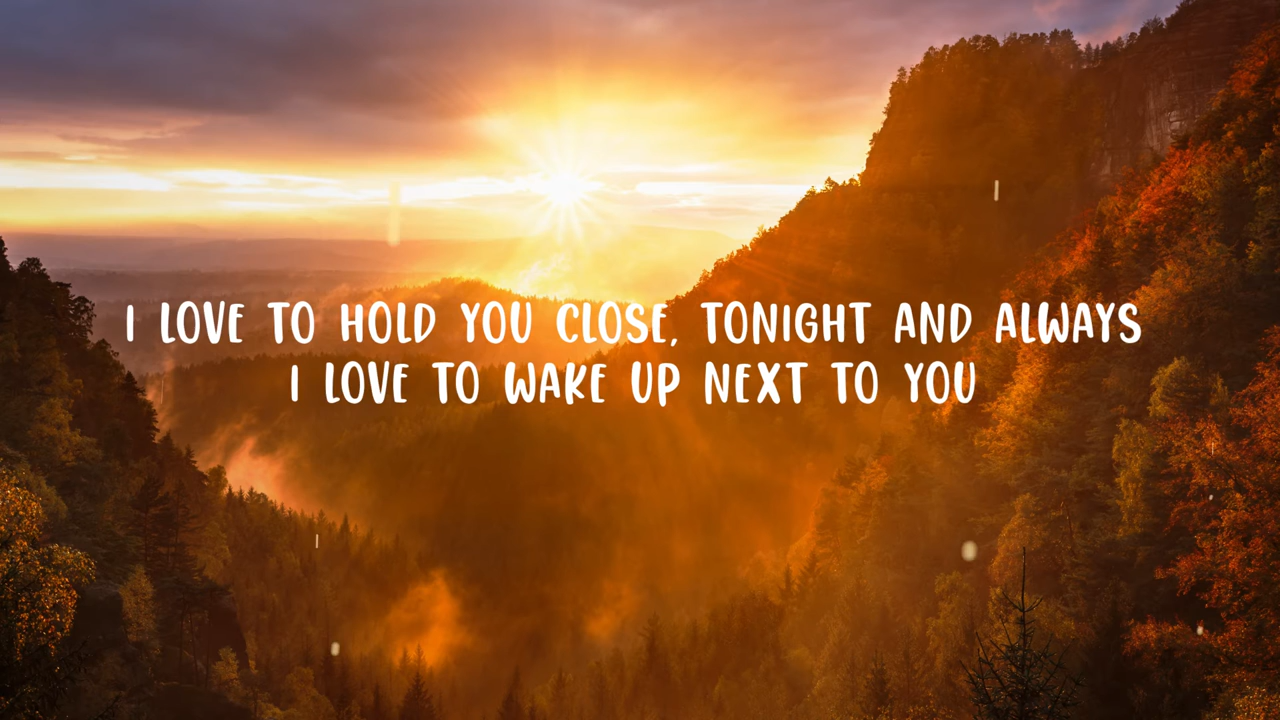 I LOVE TO HOLD YOU CLOSE, TONIGHT AND ALWAYS
I LOVE TO WAKE UP NEXT TO YOU